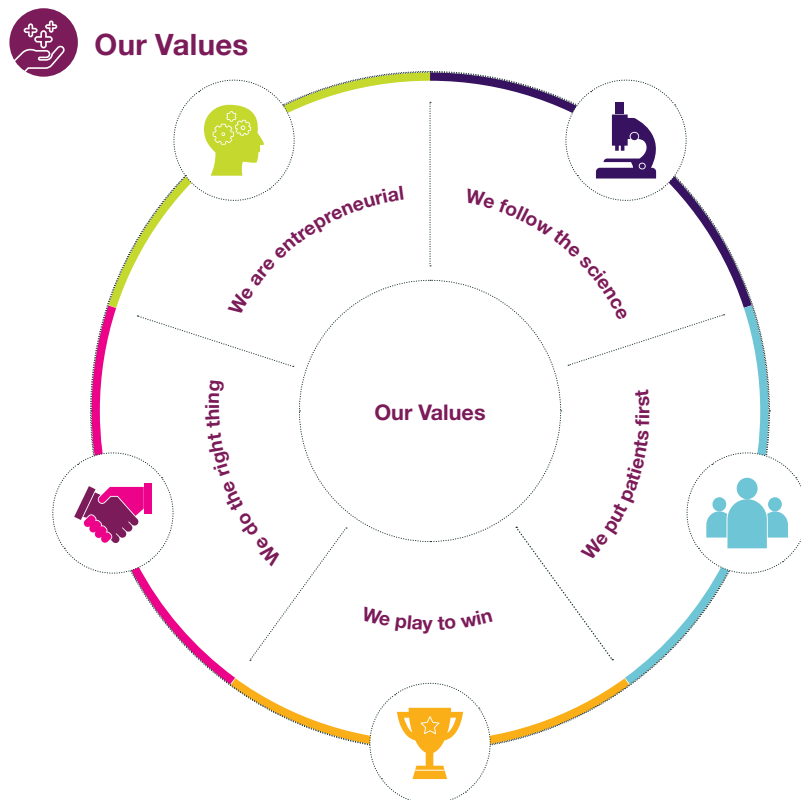 Our Values
We are entrepreneurial
We follow the science
We do the right thing
Our Values
We put patients first
We play to win